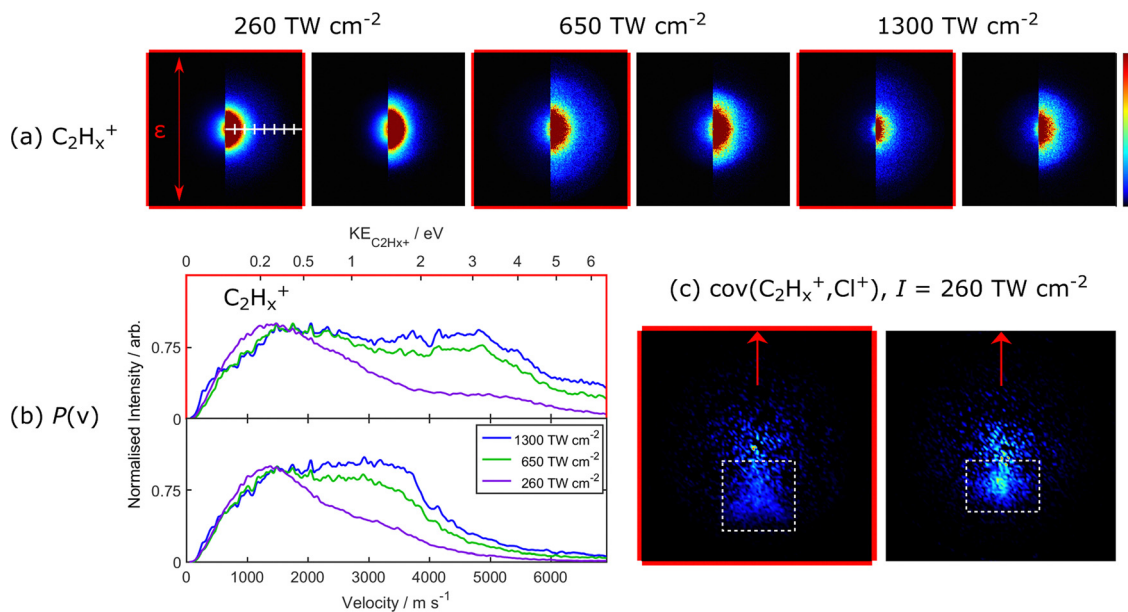 260 TW cm⁻² 650 TW cm⁻² 1300 TW cm⁻²
(a) C₂Hₓ⁺
ε
KE_C2Hx+ / eV
0 0.2 0.5 1 2 3 4 5 6
(c) cov(C₂Hₓ⁺,Cl⁺), I = 260 TW cm⁻²
C₂Hₓ⁺
0.75
0
(b) P(v)
Normalised Intensity / arb.
1300 TW cm⁻²
650 TW cm⁻²
260 TW cm⁻²
0.75
0
0 1000 2000 3000 4000 5000 6000
Velocity / m s⁻¹